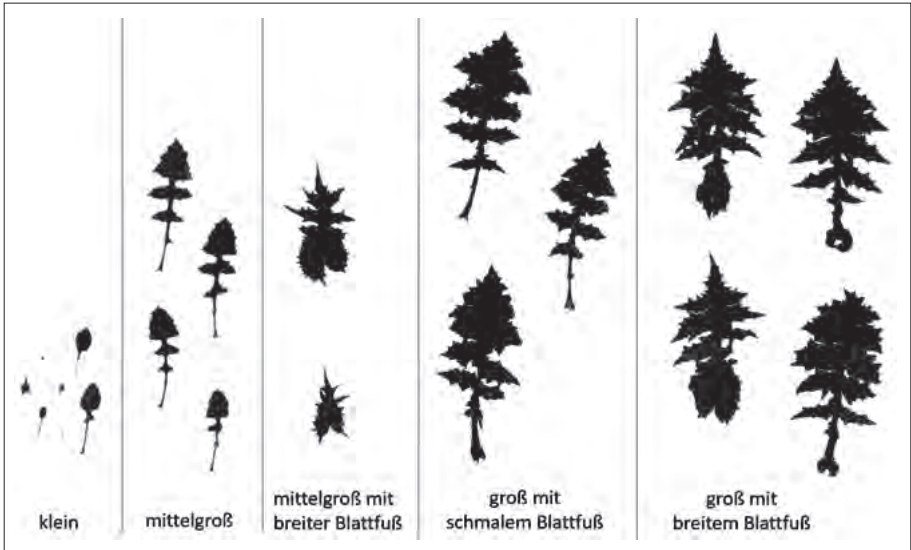 klein
mittelgroß
mittelgroß mit
breiter Blattfuß
groß mit
schmalem Blattfuß
groß mit
breitem Blattfuß